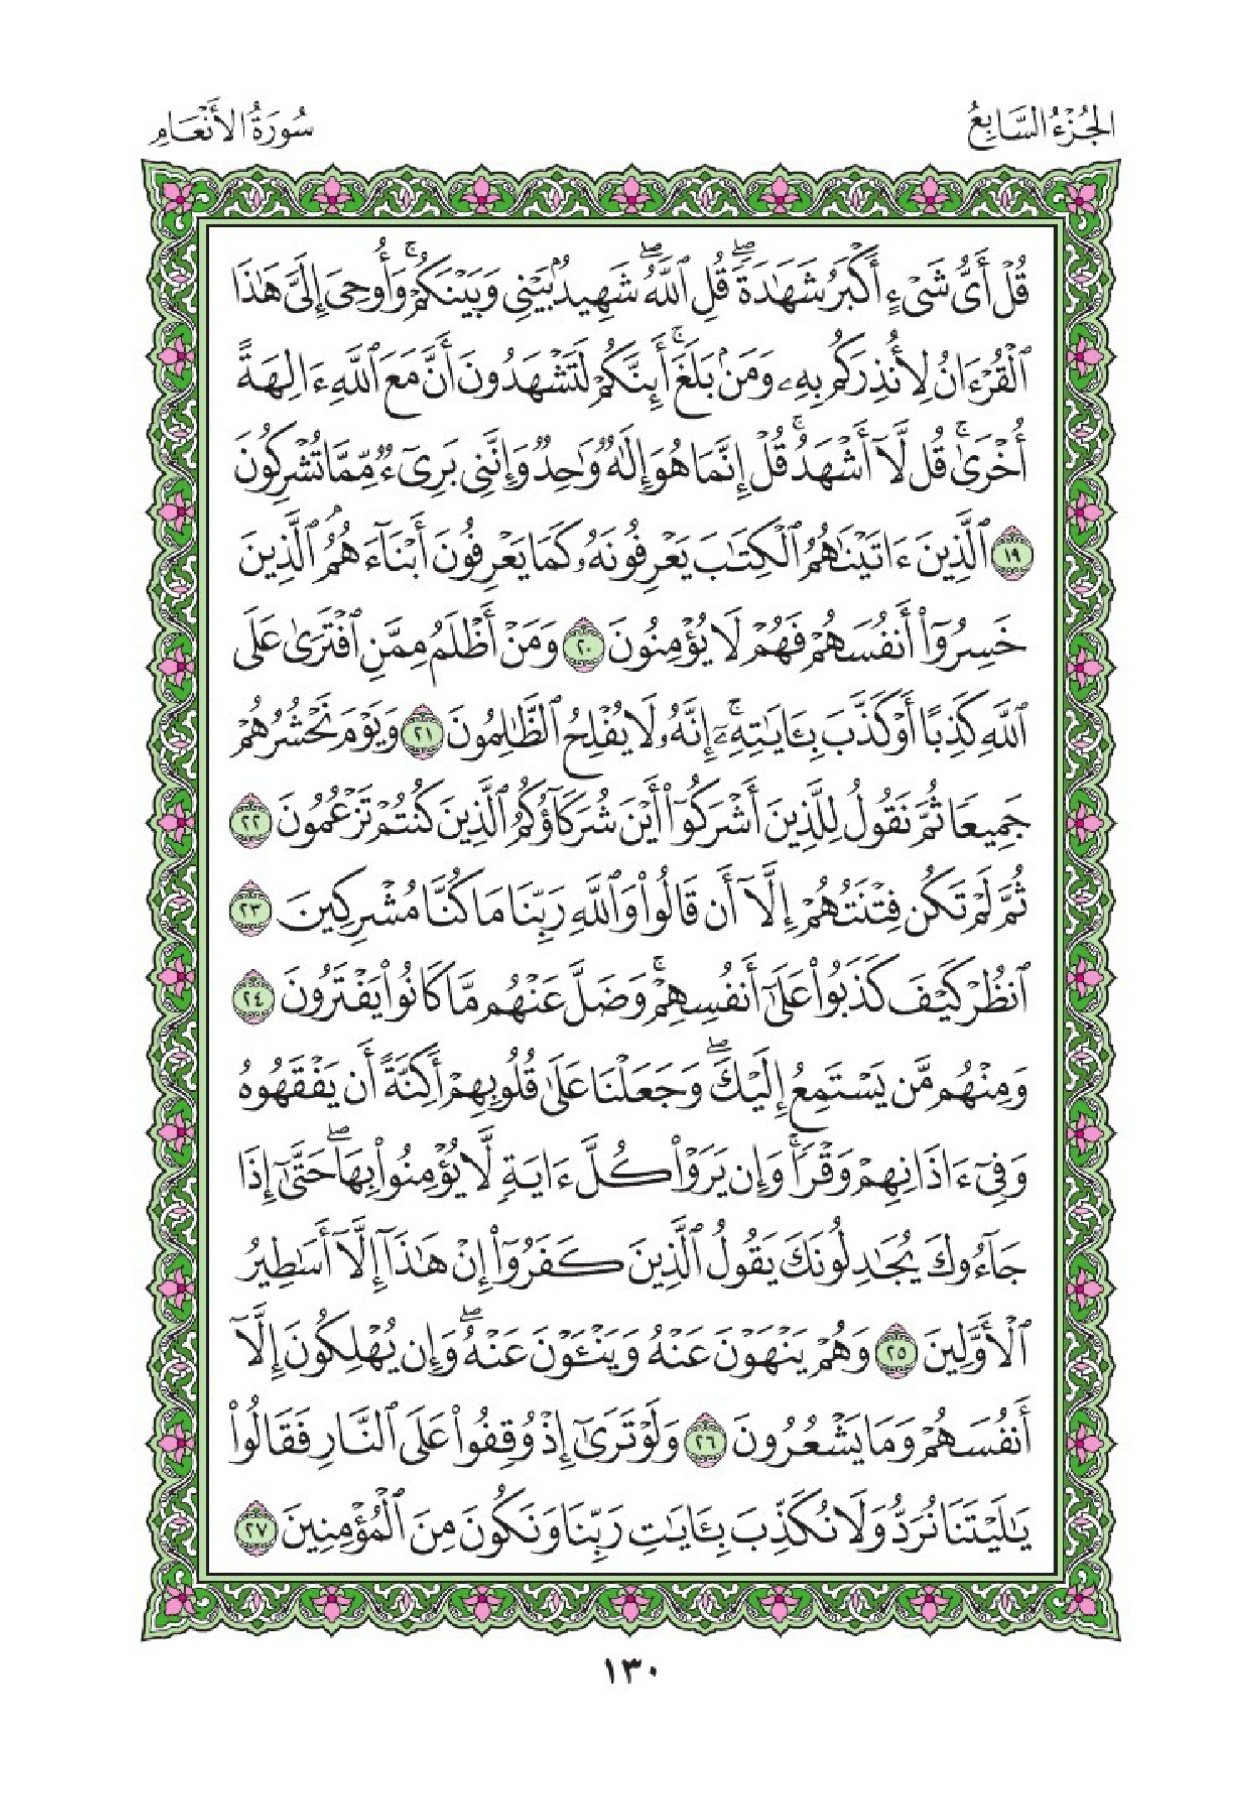 الجُزْءُ السَّابِعُ
سُورَةُ الأَنْعَامِ
قُلْ أَىُّ شَىْءٍ أَكْبَرُ شَهَـٰدَةً ۖ قُلِ ٱللَّهُ ۖ شَهِيدٌۢ بَيْنِى وَبَيْنَكُمْ ۚ وَأُوحِىَ إِلَىَّ هَـٰذَا
ٱلْقُرْءَانُ لِأُنذِرَكُم بِهِۦ وَمَنۢ بَلَغَ ۚ أَئِنَّكُمْ لَتَشْهَدُونَ أَنَّ مَعَ ٱللَّهِ ءَالِهَةً
أُخْرَىٰ ۚ قُل لَّآ أَشْهَدُ ۚ قُلْ إِنَّمَا هُوَ إِلَـٰهٌ وَٰحِدٌ وَإِنَّنِى بَرِىٓءٌ مِّمَّا تُشْرِكُونَ
١٩ ٱلَّذِينَ ءَاتَيْنَـٰهُمُ ٱلْكِتَـٰبَ يَعْرِفُونَهُۥ كَمَا يَعْرِفُونَ أَبْنَآءَهُمُ ۘ ٱلَّذِينَ
خَسِرُوٓا۟ أَنفُسَهُمْ فَهُمْ لَا يُؤْمِنُونَ ٢٠ وَمَنْ أَظْلَمُ مِمَّنِ ٱفْتَرَىٰ عَلَى
ٱللَّهِ كَذِبًا أَوْ كَذَّبَ بِـَٔايَـٰتِهِۦٓ ۗ إِنَّهُۥ لَا يُفْلِحُ ٱلظَّـٰلِمُونَ ٢١ وَيَوْمَ نَحْشُرُهُمْ
جَمِيعًا ثُمَّ نَقُولُ لِلَّذِينَ أَشْرَكُوٓا۟ أَيْنَ شُرَكَآؤُكُمُ ٱلَّذِينَ كُنتُمْ تَزْعُمُونَ ٢٢
ثُمَّ لَمْ تَكُن فِتْنَتُهُمْ إِلَّآ أَن قَالُوا۟ وَٱللَّهِ رَبِّنَا مَا كُنَّا مُشْرِكِينَ ٢٣
ٱنظُرْ كَيْفَ كَذَبُوا۟ عَلَىٰٓ أَنفُسِهِمْ ۚ وَضَلَّ عَنْهُم مَّا كَانُوا۟ يَفْتَرُونَ ٢٤
وَمِنْهُم مَّن يَسْتَمِعُ إِلَيْكَ ۖ وَجَعَلْنَا عَلَىٰ قُلُوبِهِمْ أَكِنَّةً أَن يَفْقَهُوهُ
وَفِىٓ ءَاذَانِهِمْ وَقْرًا ۚ وَإِن يَرَوْا۟ كُلَّ ءَايَةٍ لَّا يُؤْمِنُوا۟ بِهَا ۖ حَتَّىٰٓ إِذَا
جَآءُوكَ يُجَـٰدِلُونَكَ يَقُولُ ٱلَّذِينَ كَفَرُوٓا۟ إِنْ هَـٰذَآ إِلَّآ أَسَـٰطِيرُ
ٱلْأَوَّلِينَ ٢٥ وَهُمْ يَنْهَوْنَ عَنْهُ وَيَنْـَٔوْنَ عَنْهُ ۖ وَإِن يُهْلِكُونَ إِلَّآ
أَنفُسَهُمْ وَمَا يَشْعُرُونَ ٢٦ وَلَوْ تَرَىٰٓ إِذْ وُقِفُوا۟ عَلَى ٱلنَّارِ فَقَالُوا۟
يَـٰلَيْتَنَا نُرَدُّ وَلَا نُكَذِّبَ بِـَٔايَـٰتِ رَبِّنَا وَنَكُونَ مِنَ ٱلْمُؤْمِنِينَ ٢٧
١٣٠